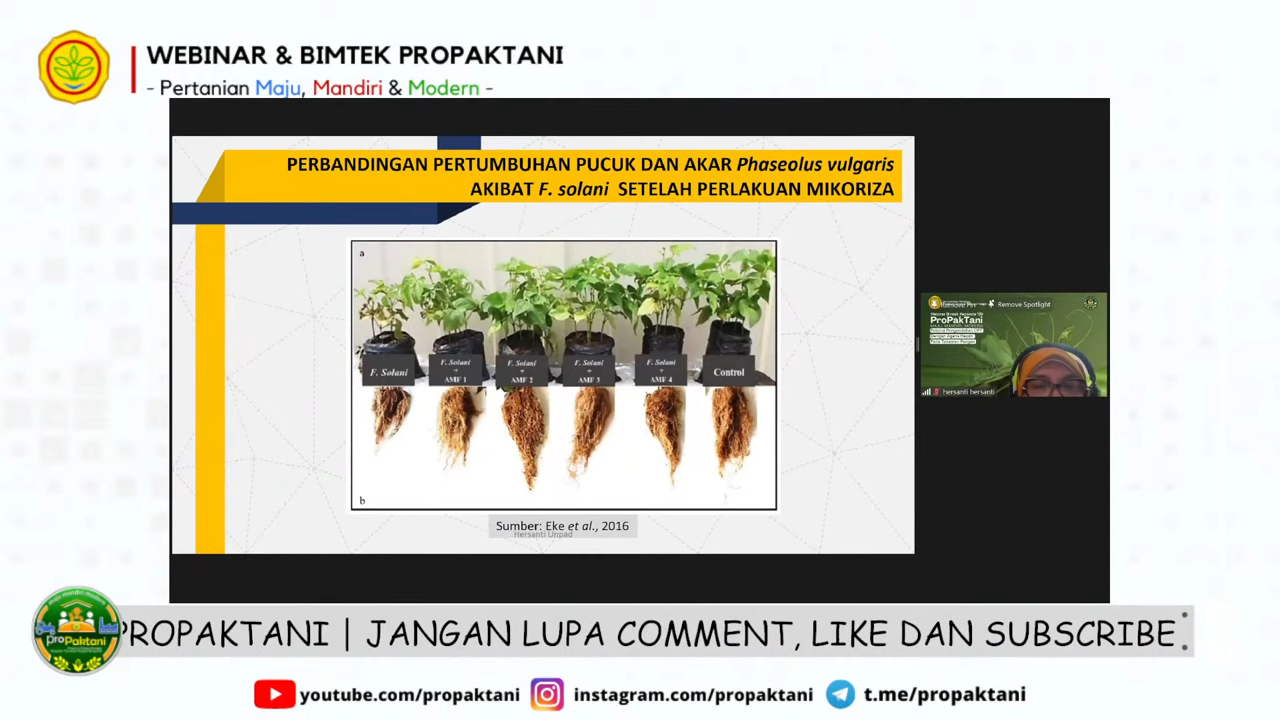 WEBINAR & BIMTEK PROPAKTANI
- Pertanian Maju, Mandiri & Modern -
PERBANDINGAN PERTUMBUHAN PUCUK DAN AKAR Phaseolus vulgaris
AKIBAT F. solani SETELAH PERLAKUAN MIKORIZA
a
F. Solani
F. Solani
+
AMF 1
F. Solani
+
AMF 2
F. Solani
+
AMF 3
F. Solani
+
AMF 4
Control
b
Sumber: Eke et al., 2016
Hersanti Unpad
Remove Spotlight
ProPakTani
hersanti hersanti
proPaktani
PROPAKTANI | JANGAN LUPA COMMENT, LIKE DAN SUBSCRIBE
youtube.com/propaktani
instagram.com/propaktani
t.me/propaktani